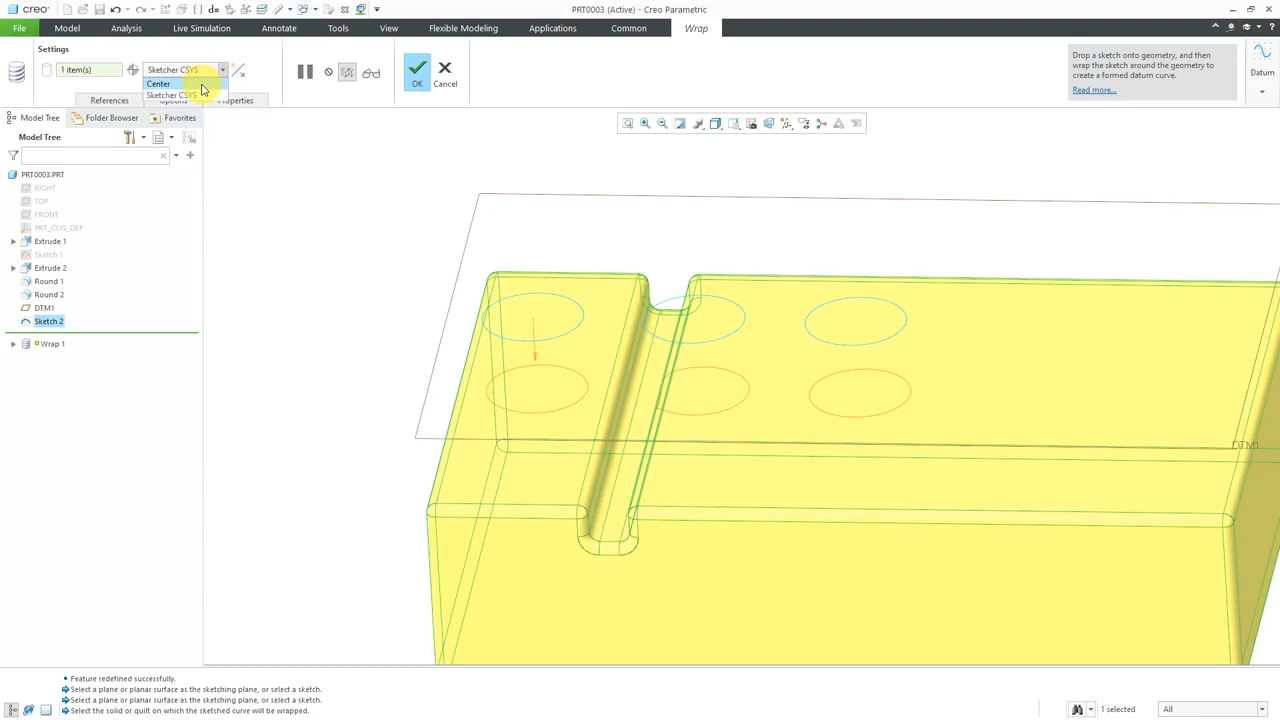 creo
PRT0003 (Active) - Creo Parametric
File
Model
Analysis
Live Simulation
Annotate
Tools
View
Flexible Modeling
Applications
Common
Wrap
Settings
1 item(s)
Sketcher CSYS
Center
Sketcher CSYS
References
Options
Properties
OK
Cancel
Drop a sketch onto geometry, and then
wrap the sketch around the geometry to
create a formed datum curve.
Read more...
Datum
Model Tree
Folder Browser
Favorites
Model Tree
PRT0003.PRT
RIGHT
TOP
FRONT
PRT_CSYS_DEF
Extrude 1
Sketch 1
Extrude 2
Round 1
Round 2
DTM1
Sketch 2
Wrap 1
DTM1
• Feature redefined successfully.
Select a plane or planar surface as the sketching plane, or select a sketch.
Select a plane or planar surface as the sketching plane, or select a sketch.
Select the solid or quilt on which the sketched curve will be wrapped.
1 selected
All